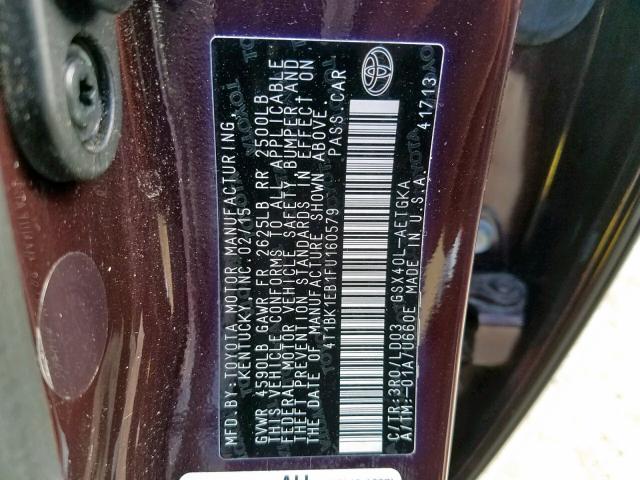 MFD.BY:TOYOTA MOTOR MANUFACTURING,
KENTUCKY, INC. 02/15
GVWR 4590LB GAWR FR 2625LB RR 2500LB
THIS VEHICLE CONFORMS TO ALL APPLICABLE
FEDERAL MOTOR VEHICLE SAFETY BUMPER AND
THEFT PREVENTION STANDARDS IN EFFECT ON
THE DATE OF MANUFACTURE SHOWN ABOVE.
4T1BK1EB1FU160579 PASS.CAR
C/TR:3R0/LD03 GSX40L-AETGKA
A/TM:-01A/U660E MADE IN U.S.A.
41713